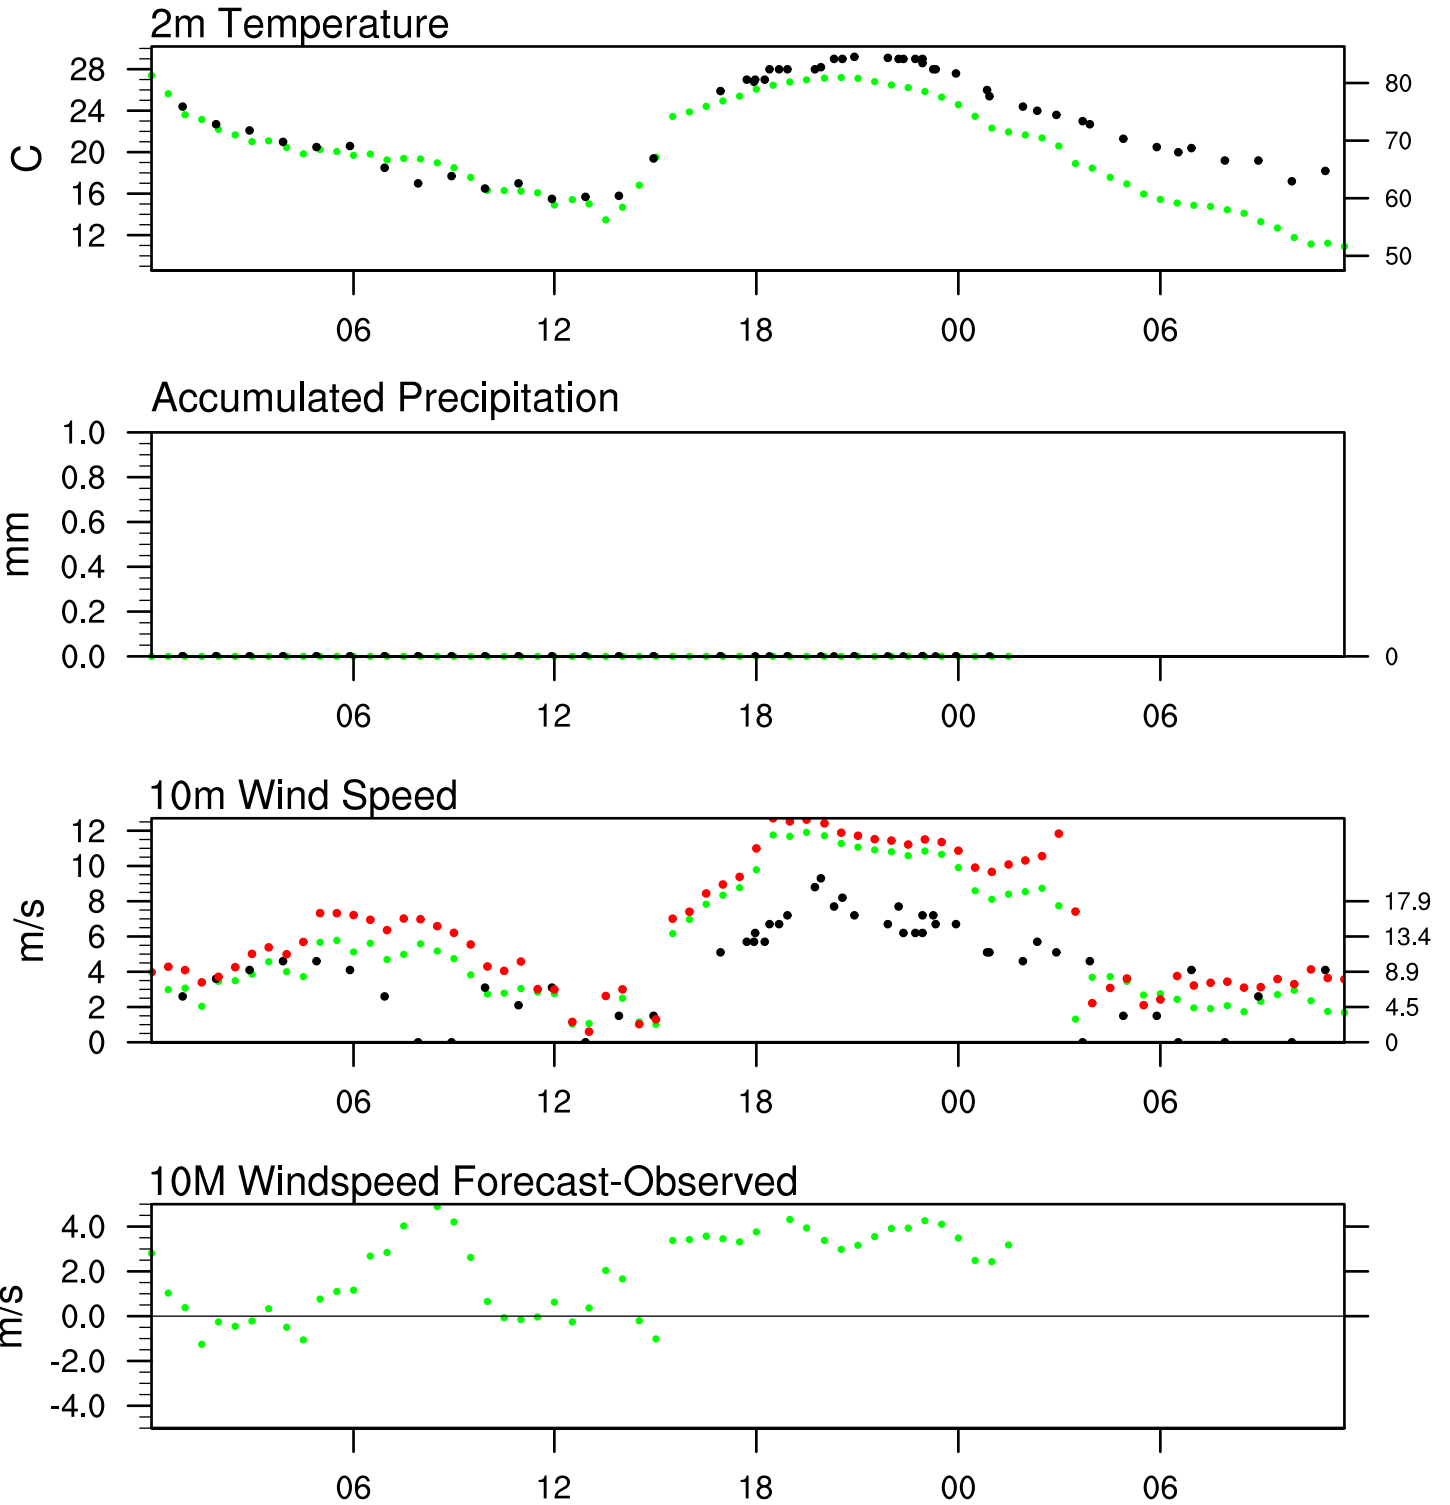 2m Temperature
28
24
20
16
12
C
80
70
60
50
06 12 18 00 06
Accumulated Precipitation
1.0
0.8
0.6
0.4
0.2
0.0
mm
0
06 12 18 00 06
10m Wind Speed
12
10
8
6
4
2
0
m/s
17.9
13.4
8.9
4.5
0
06 12 18 00 06
10M Windspeed Forecast-Observed
4.0
2.0
0.0
-2.0
-4.0
m/s
06 12 18 00 06